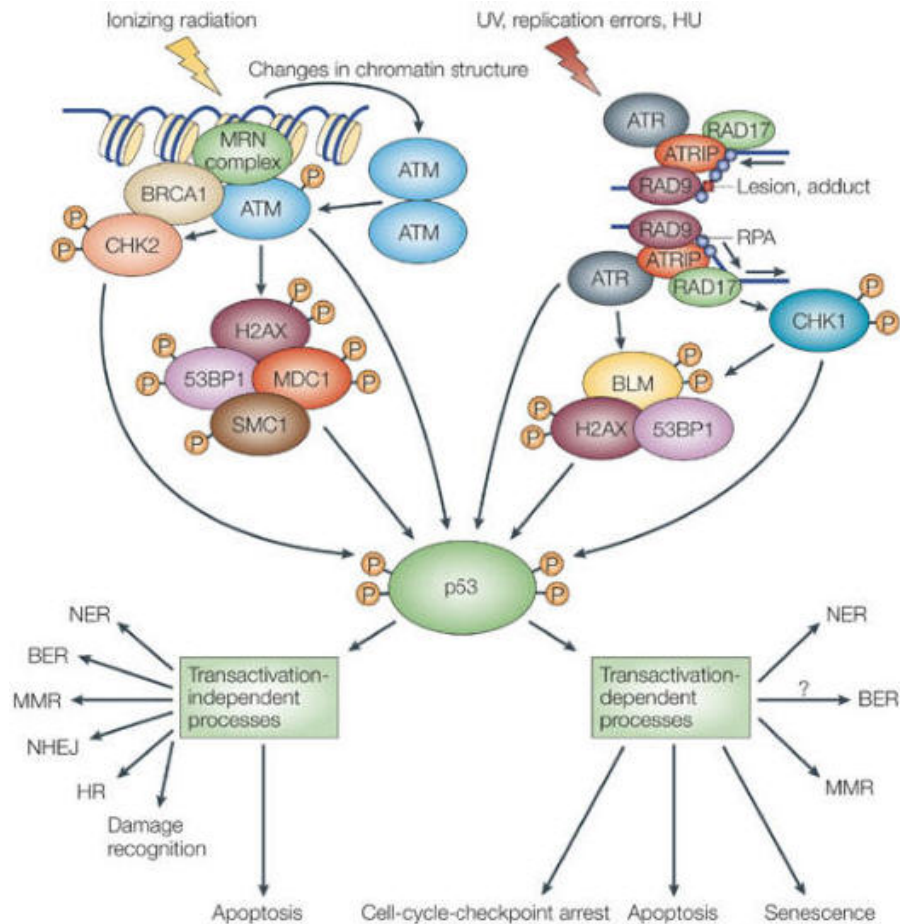 Ionizing radiation
UV, replication errors, HU
Changes in chromatin structure
MRN
complex
ATM
ATM
BRCA1
ATM
P
CHK2
P
P
ATR
RAD17
ATRIP
RAD9
Lesion, adduct
RAD9
RPA
ATRIP
ATR
RAD17
CHK1
P
P
H2AX
P
P
53BP1
P
P
MDC1
P
P
SMC1
P
BLM
P
P
H2AX
P
P
53BP1
p53
P
P
P
P
NER
BER
MMR
NHEJ
HR
Damage
recognition
Transactivation-
independent
processes
Apoptosis
Transactivation-
dependent
processes
NER
?
BER
MMR
Cell-cycle-checkpoint arrest
Apoptosis
Senescence